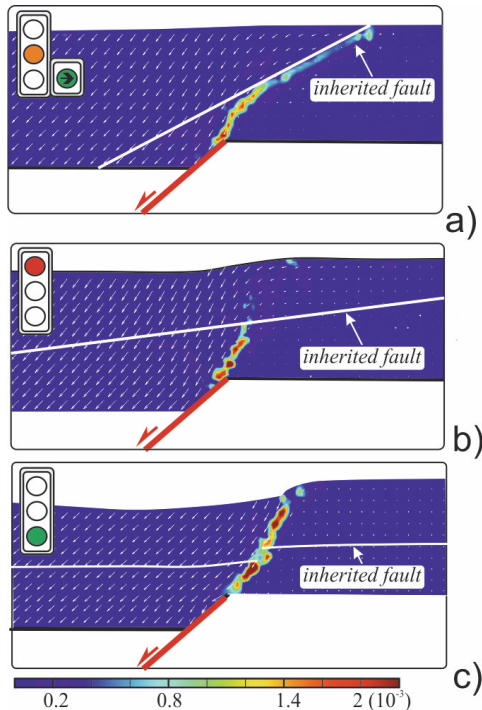 inherited fault
a)
inherited fault
b)
inherited fault
c)
0.2 0.8 1.4 2 (10⁻³)